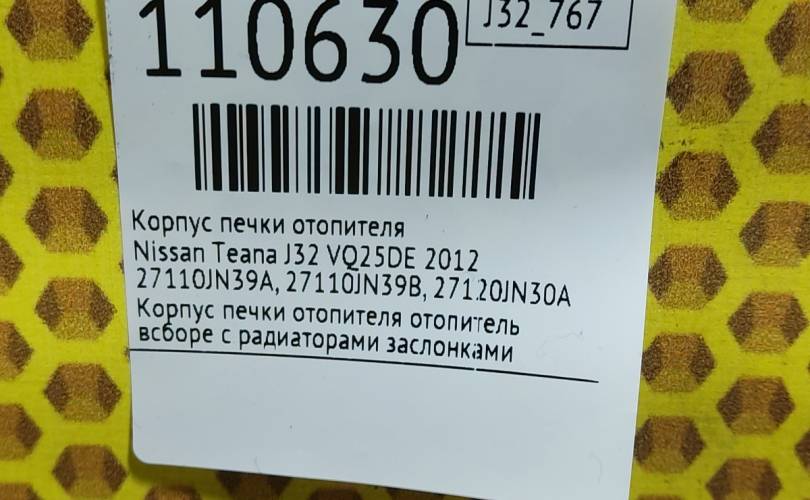 110630
J32_767
Корпус печки отопителя
Nissan Teana J32 VQ25DE 2012
27110JN39A, 27110JN39B, 27120JN30A
Корпус печки отопителя отопитель
всборе с радиаторами заслонками